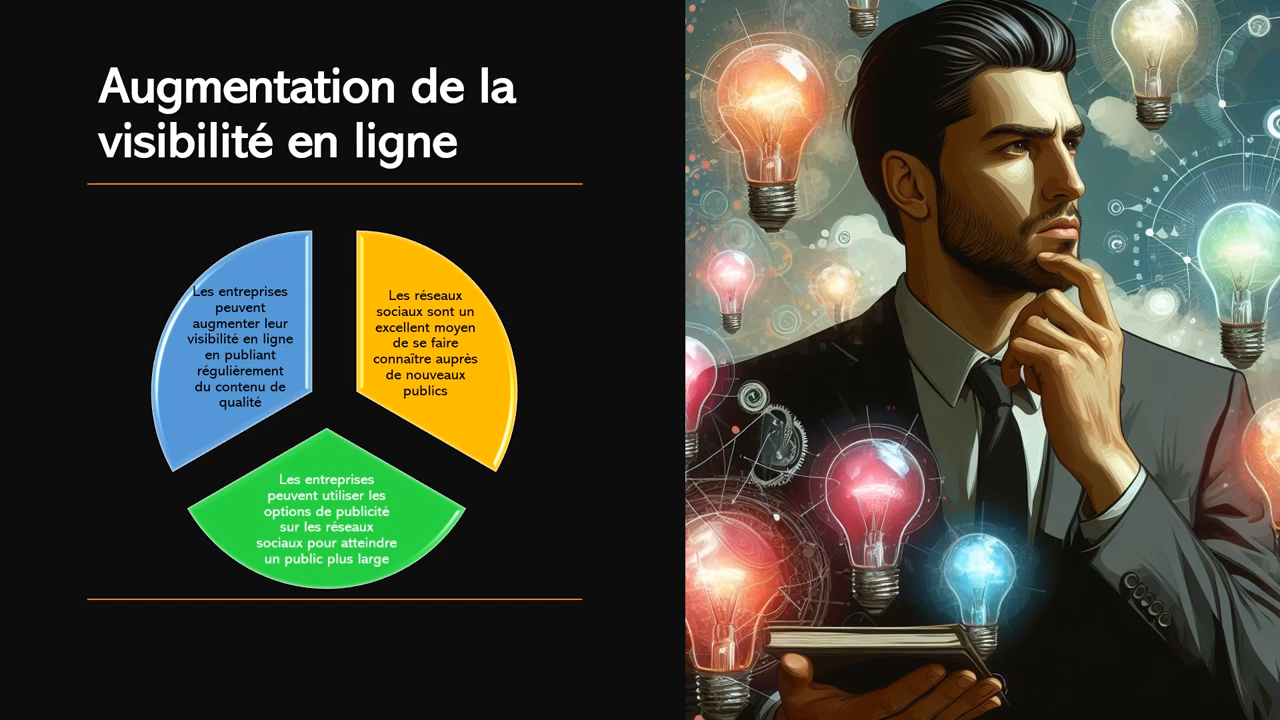 Augmentation de la
visibilité en ligne
Les entreprises
peuvent
augmenter leur
visibilité en ligne
en publiant
régulièrement
du contenu de
qualité
Les réseaux
sociaux sont un
excellent moyen
de se faire
connaître auprès
de nouveaux
publics
Les entreprises
peuvent utiliser les
options de publicité
sur les réseaux
sociaux pour atteindre
un public plus large